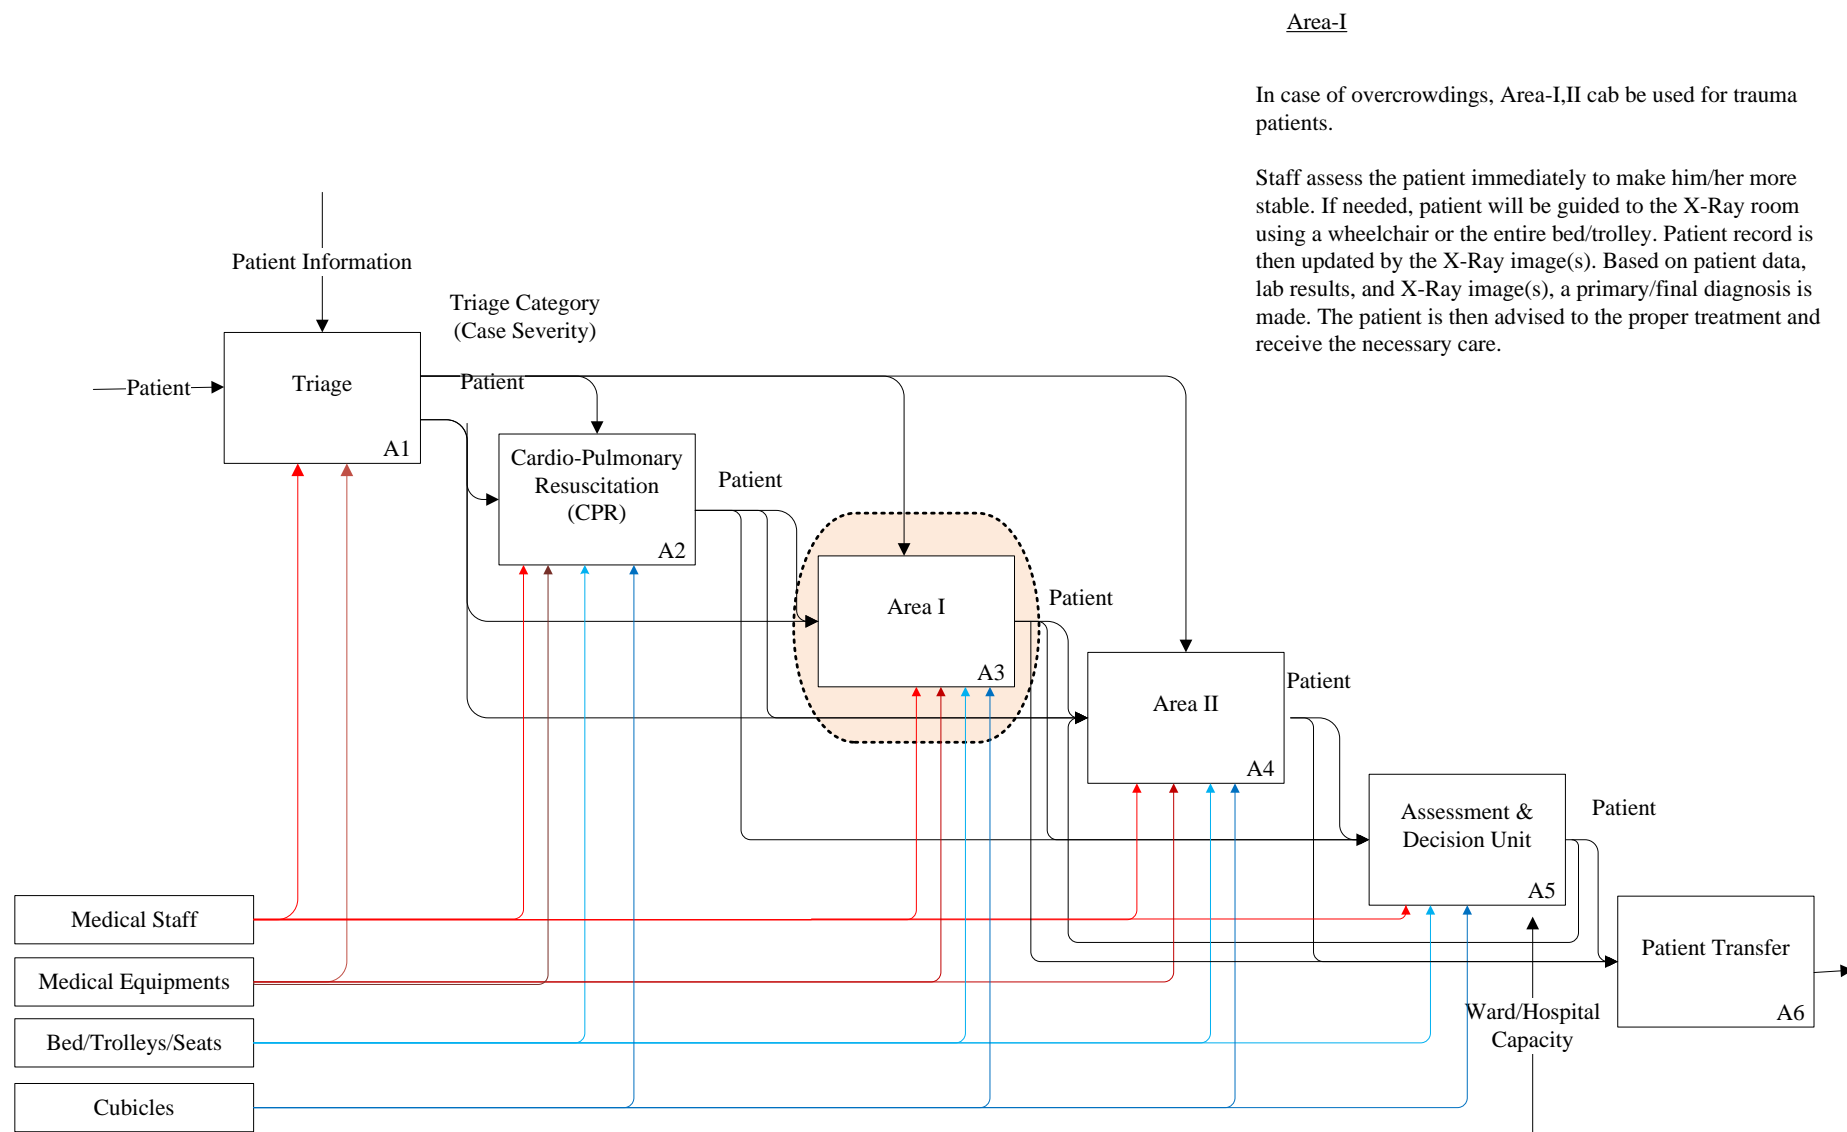 Area-I
In case of overcrowdings, Area-I,II cab be used for trauma
patients.
Staff assess the patient immediately to make him/her more
stable. If needed, patient will be guided to the X-Ray room
using a wheelchair or the entire bed/trolley. Patient record is
then updated by the X-Ray image(s). Based on patient data,
lab results, and X-Ray image(s), a primary/final diagnosis is
made. The patient is then advised to the proper treatment and
receive the necessary care.
Patient Information
Triage Category
(Case Severity)
Patient
Triage
A1
Patient
Cardio-Pulmonary
Resuscitation
(CPR)
A2
Patient
Area I
A3
Patient
Area II
A4
Patient
Assessment &
Decision Unit
A5
Patient
Patient Transfer
A6
Ward/Hospital
Capacity
Medical Staff
Medical Equipments
Bed/Trolleys/Seats
Cubicles